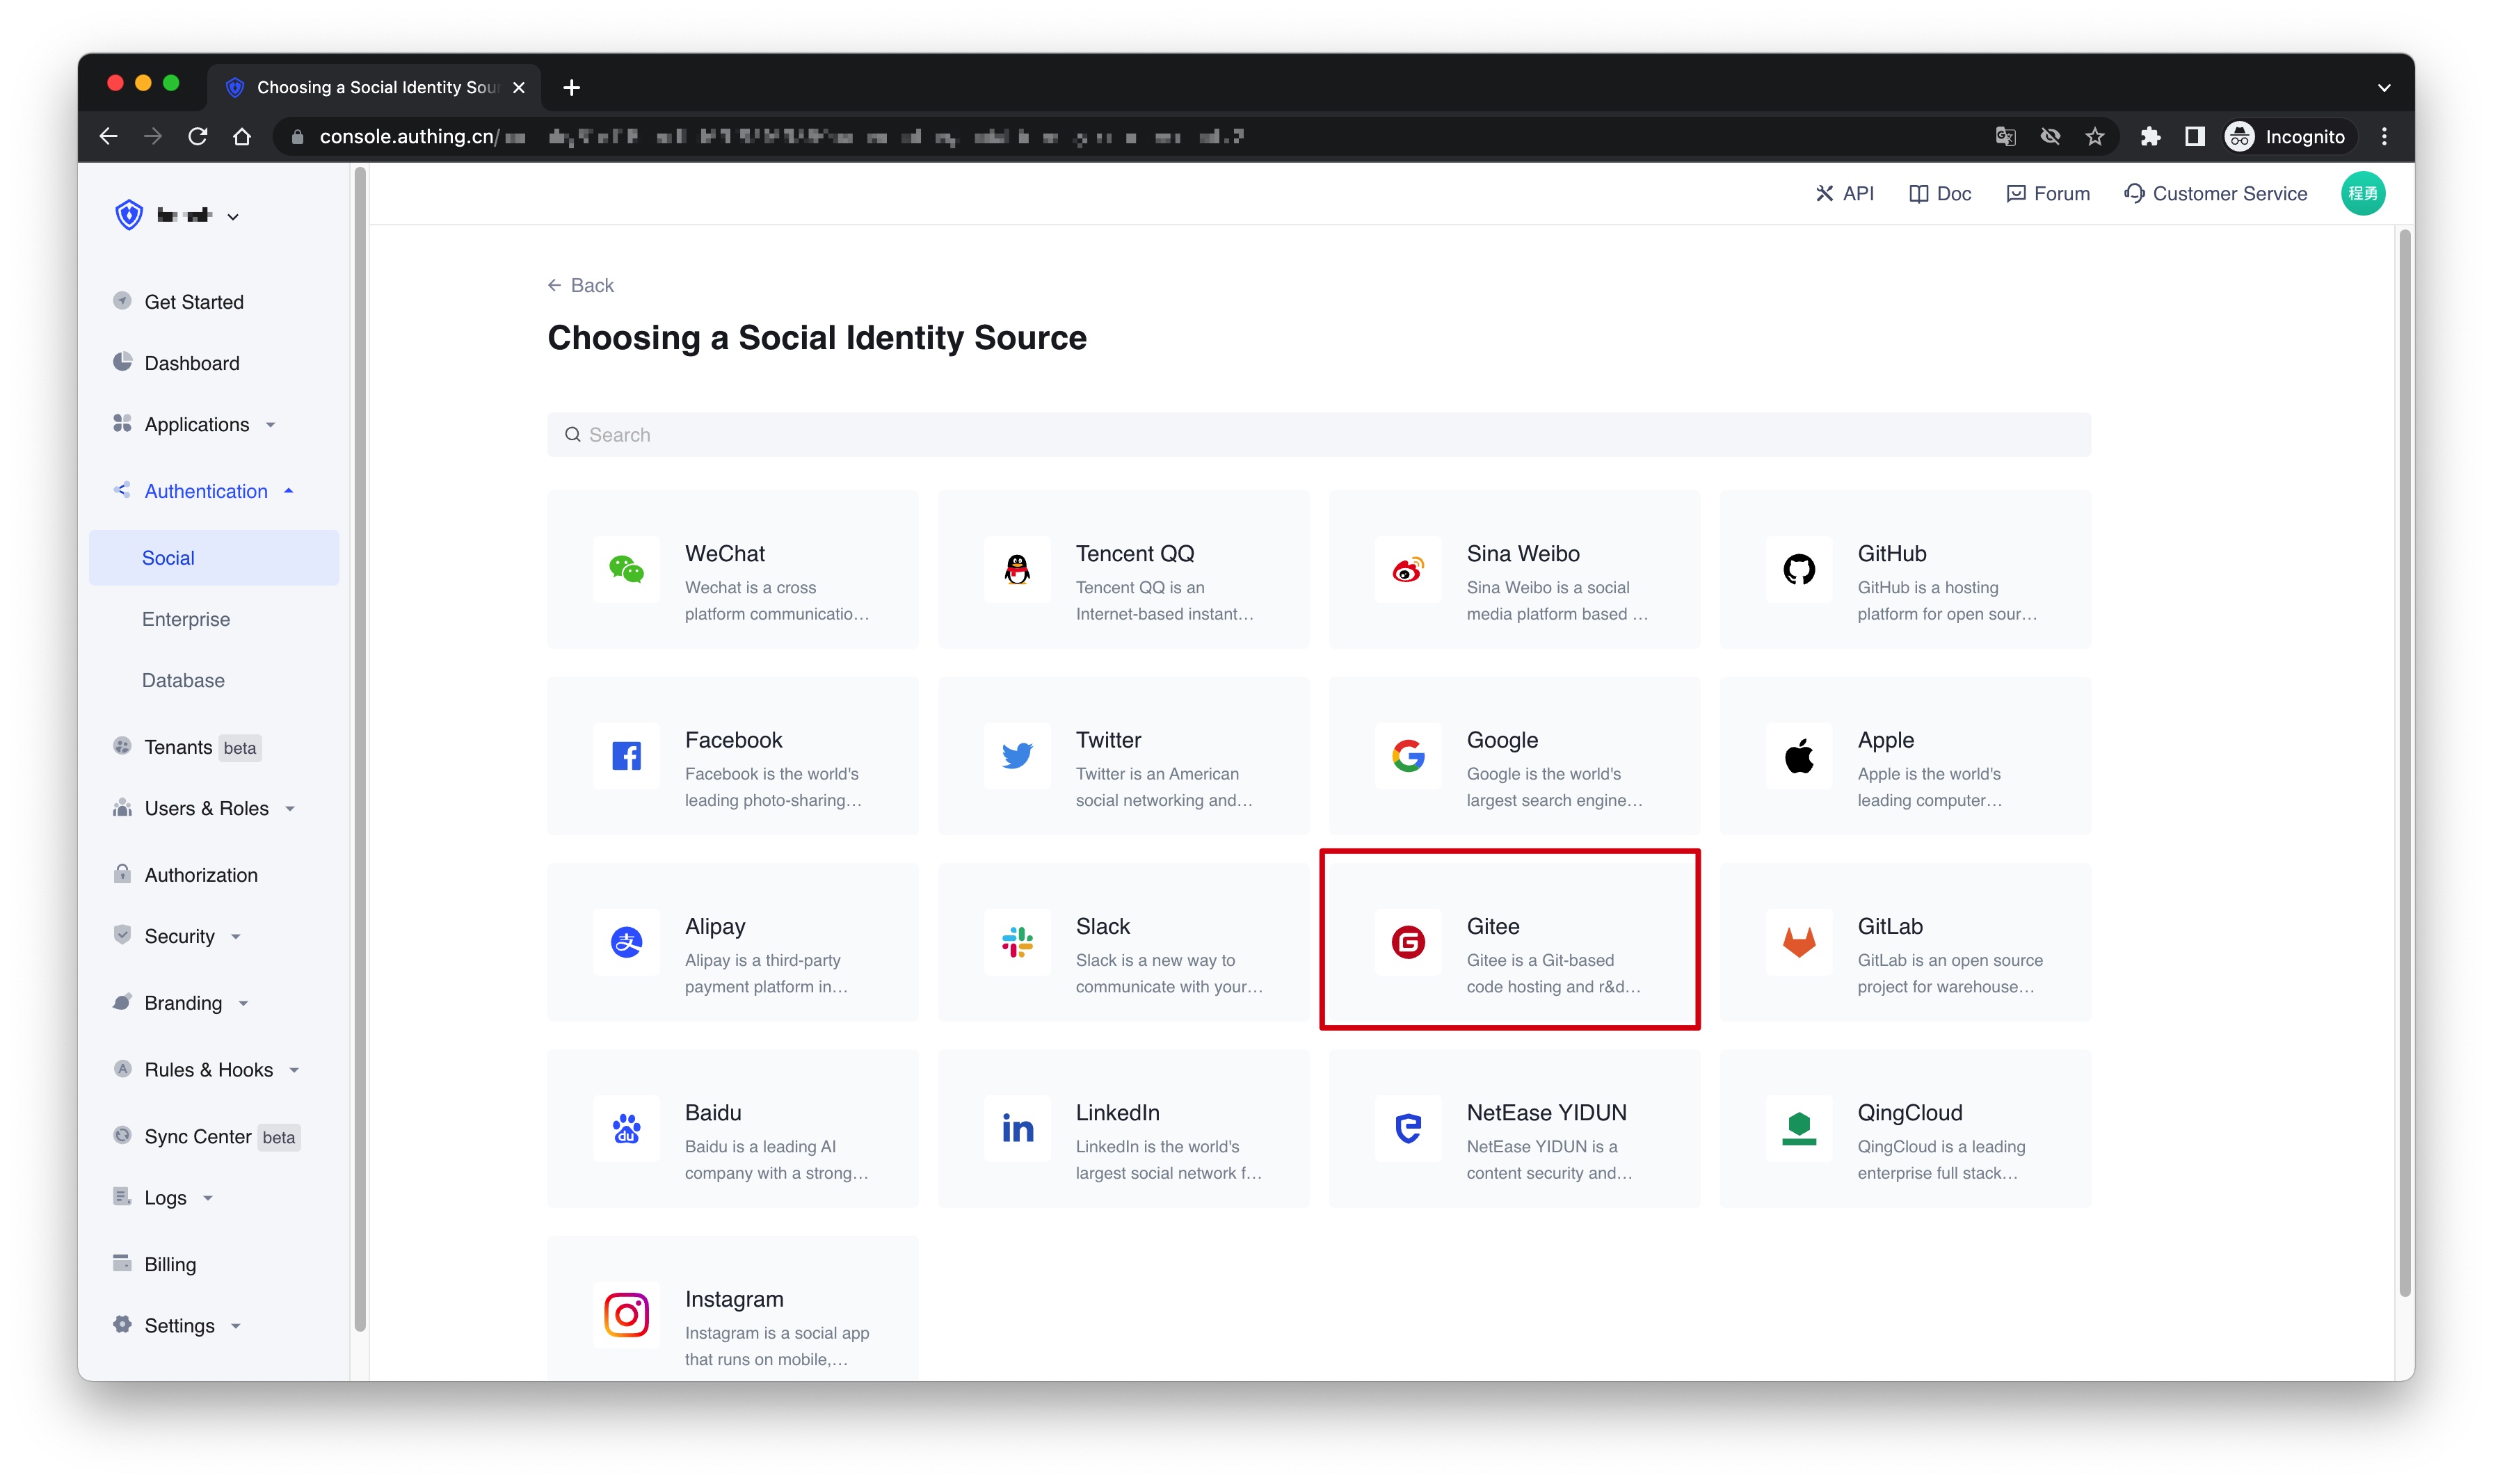 Choosing a Social Identity Sou
console.authing.cn/
Incognito
API
Doc
Forum
Customer Service
程勇
Get Started
Dashboard
Applications
Authentication
Social
Enterprise
Database
Tenants beta
Users & Roles
Authorization
Security
Branding
Rules & Hooks
Sync Center beta
Logs
Billing
Settings
Back
Choosing a Social Identity Source
Search
WeChat
Wechat is a cross
platform communicatio...
Tencent QQ
Tencent QQ is an
Internet-based instant...
Sina Weibo
Sina Weibo is a social
media platform based ...
GitHub
GitHub is a hosting
platform for open sour...
Facebook
Facebook is the world's
leading photo-sharing...
Twitter
Twitter is an American
social networking and...
Google
Google is the world's
largest search engine...
Apple
Apple is the world's
leading computer...
Alipay
Alipay is a third-party
payment platform in...
Slack
Slack is a new way to
communicate with your...
Gitee
Gitee is a Git-based
code hosting and r&d...
GitLab
GitLab is an open source
project for warehouse...
Baidu
Baidu is a leading AI
company with a strong...
LinkedIn
LinkedIn is the world's
largest social network f...
NetEase YIDUN
NetEase YIDUN is a
content security and...
QingCloud
QingCloud is a leading
enterprise full stack...
Instagram
Instagram is a social app
that runs on mobile,...